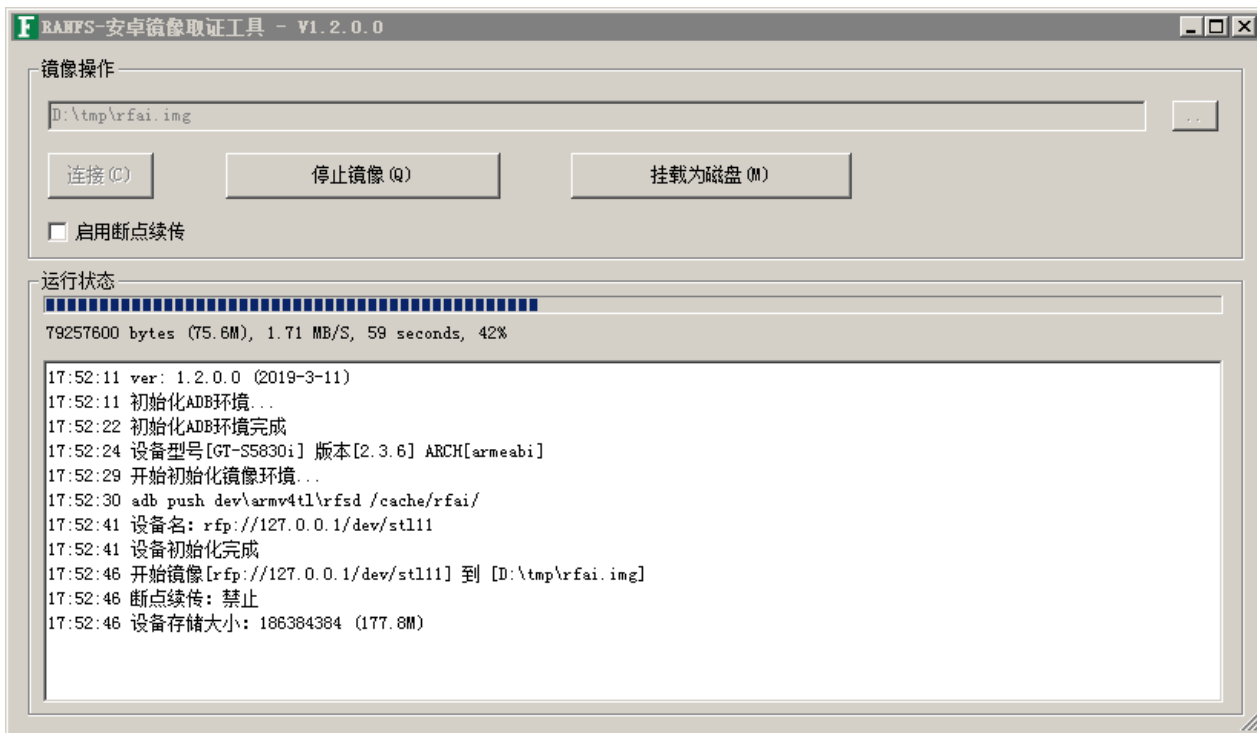 F RANFS-安卓镜像取证工具 - V1.2.0.0
镜像操作
D:\tmp\rfai.img
..
连接(C) 停止镜像(Q) 挂载为磁盘(M)
启用断点续传
运行状态
79257600 bytes (75.6M), 1.71 MB/S, 59 seconds, 42%
17:52:11 ver: 1.2.0.0 (2019-3-11)
17:52:11 初始化ADB环境...
17:52:22 初始化ADB环境完成
17:52:24 设备型号[GT-S5830i] 版本[2.3.6] ARCH[armeabi]
17:52:29 开始初始化镜像环境...
17:52:30 adb push dev\armv4tl\rfsd /cache/rfai/
17:52:41 设备名: rfp://127.0.0.1/dev/stl11
17:52:41 设备初始化完成
17:52:46 开始镜像[rfp://127.0.0.1/dev/stl11] 到 [D:\tmp\rfai.img]
17:52:46 断点续传: 禁止
17:52:46 设备存储大小: 186384384 (177.8M)